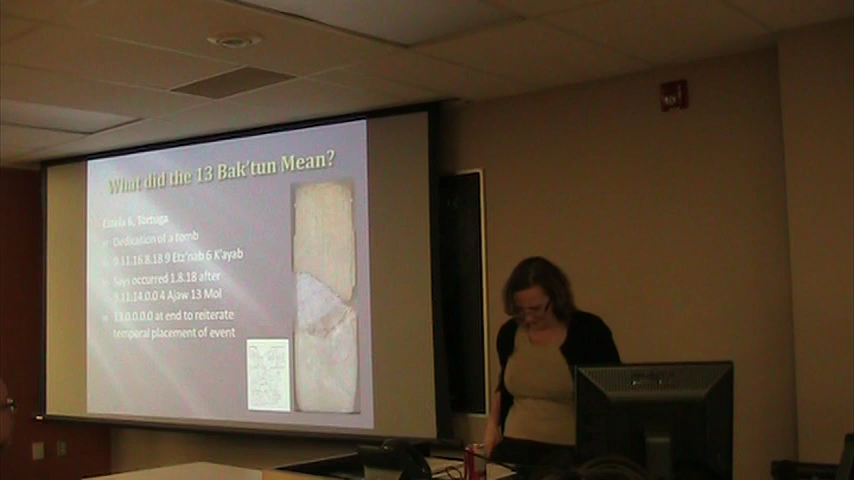 What did the 13 Bak'tun Mean?
Estela 6, Tortuga
Dedication of a tomb
9.11.16.8.18 9 Etz'nab 6 K'ayab
Says occurred 1.8.18 after
9.11.14.0.0 4 Ajaw 13 Mol
13.0.0.0.0 at end to reiterate
temporal placement of event